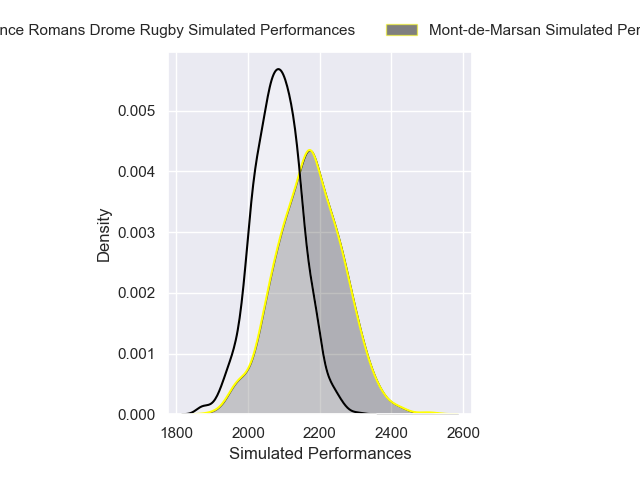 nce Romans Drome Rugby Simulated Performances Mont-de-Marsan Simulated Per
0.005
0.004
0.003
0.002
0.001
0.000
Density
1800 2000 2200 2400 2600
Simulated Performances